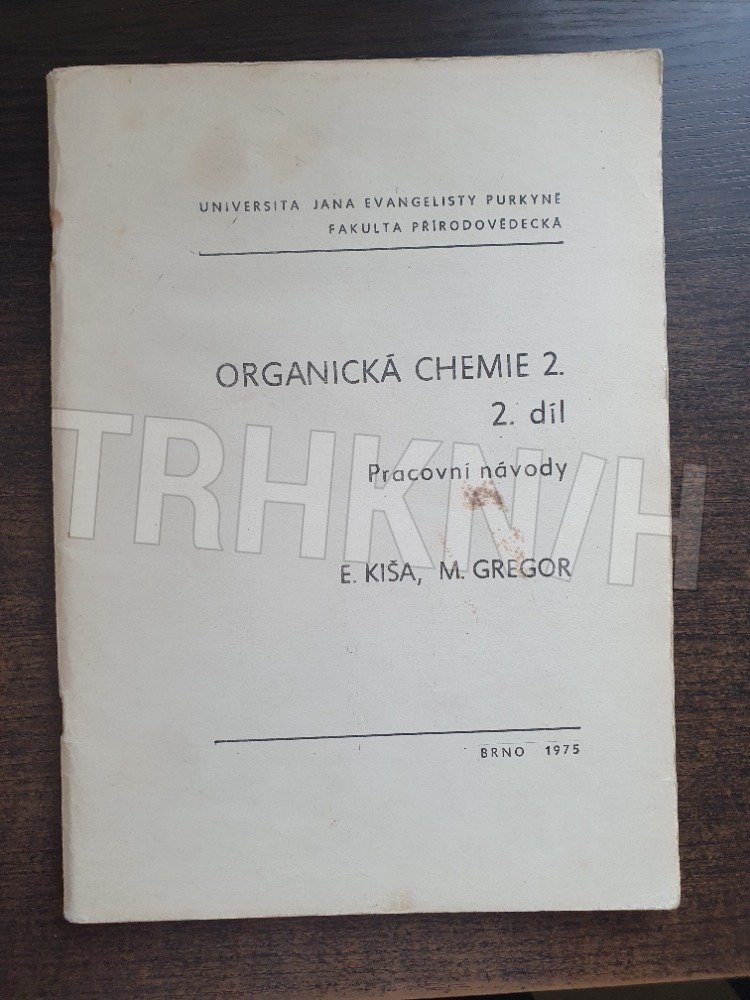 UNIVERSITA JANA EVANGELISTY PURKYNĚ
FAKULTA PŘÍRODOVĚDECKÁ
ORGANICKÁ CHEMIE 2.
2. díl
Pracovní návody
TRHKNIH
E. KIŠA, M. GREGOR
BRNO 1975